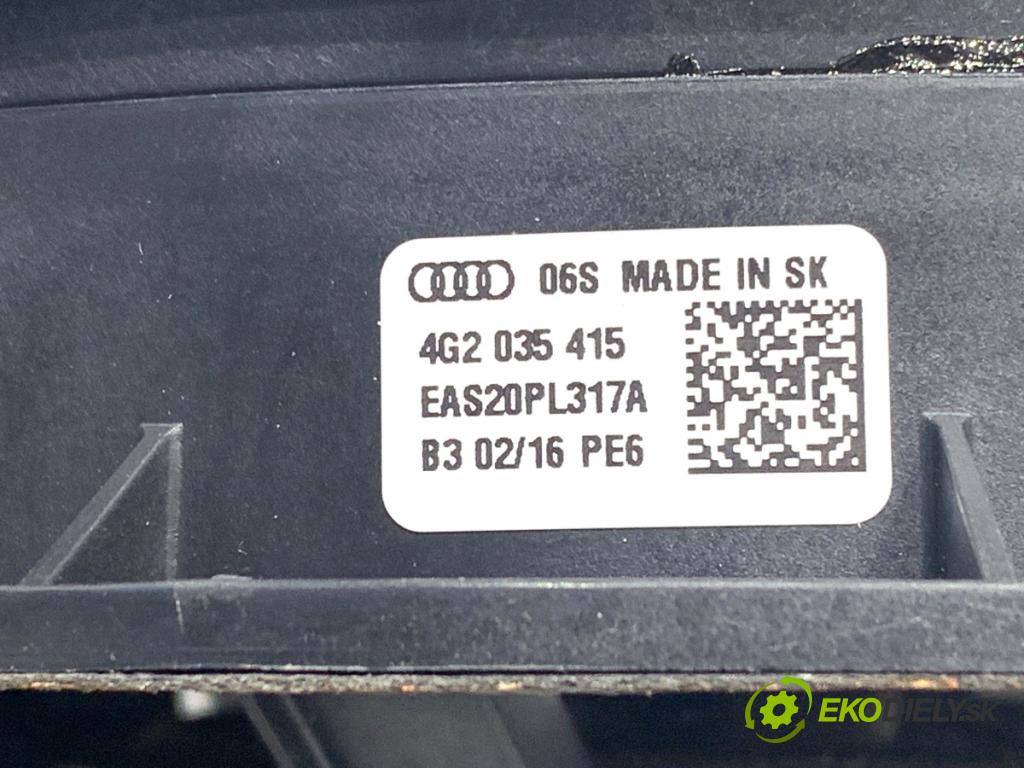 06S MADE IN SK
4G2 035 415
EAS20PL317A
B3 02/16 PE6
EKODIELY.SK